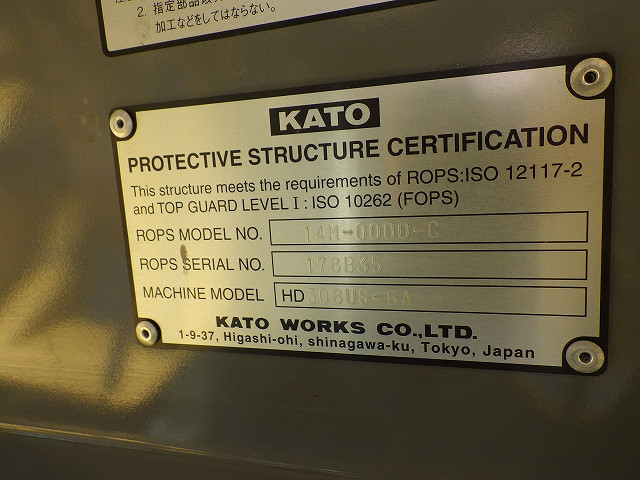 2. 指定部品以外
加工などをしてはならない。
KATO
PROTECTIVE STRUCTURE CERTIFICATION
This structure meets the requirements of ROPS:ISO 12117-2
and TOP GUARD LEVEL I : ISO 10262 (FOPS)
ROPS MODEL NO. 14M-0000-C
ROPS SERIAL NO. 178B35
MACHINE MODEL HD308US-6A
KATO WORKS CO.,LTD.
1-9-37, Higashi-ohi, shinagawa-ku, Tokyo, Japan